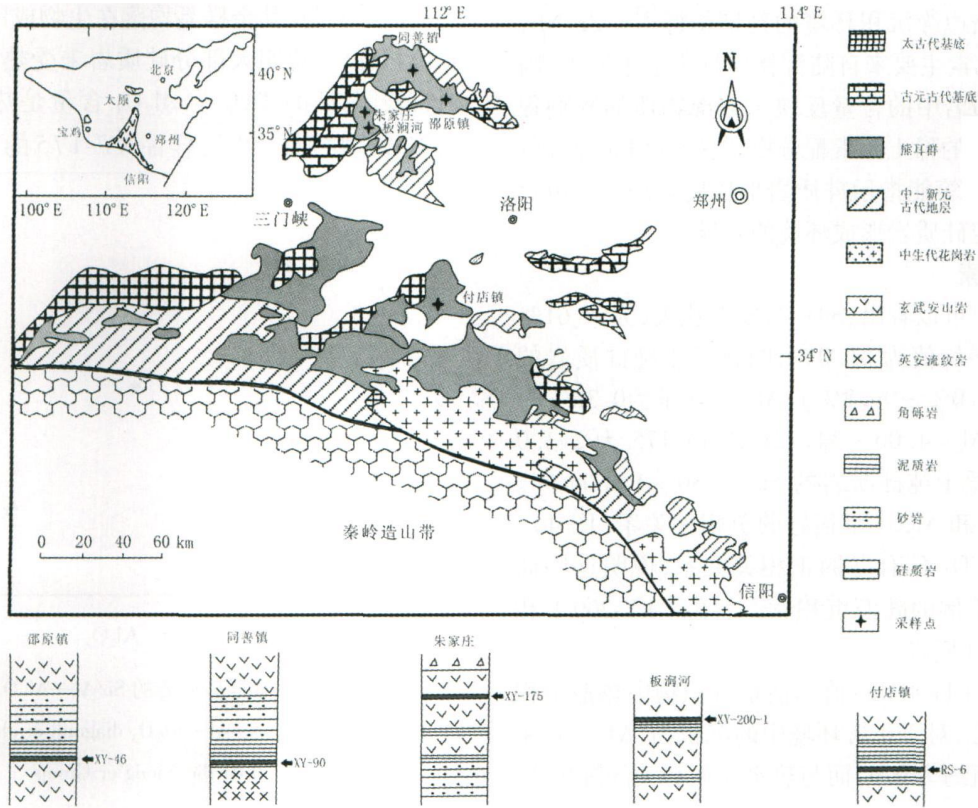 112°E
114°E
同善镇
朱家庄
板涧河
邵原镇
北京
太原
宝鸡
郑州
信阳
40°N
35°N
100°E
110°E
120°E
N
三门峡
洛阳
郑州
付店镇
34°N
秦岭造山带
0 20 40 60 km
信阳
太古代基底
古元古代基底
熊耳群
中~新元
古代地层
中生代花岗岩
玄武安山岩
英安流纹岩
角砾岩
泥质岩
砂岩
硅质岩
采样点
邵原镇
XY-46
同善镇
XY-90
朱家庄
XY-175
板涧河
XY-200-1
付店镇
RS-6